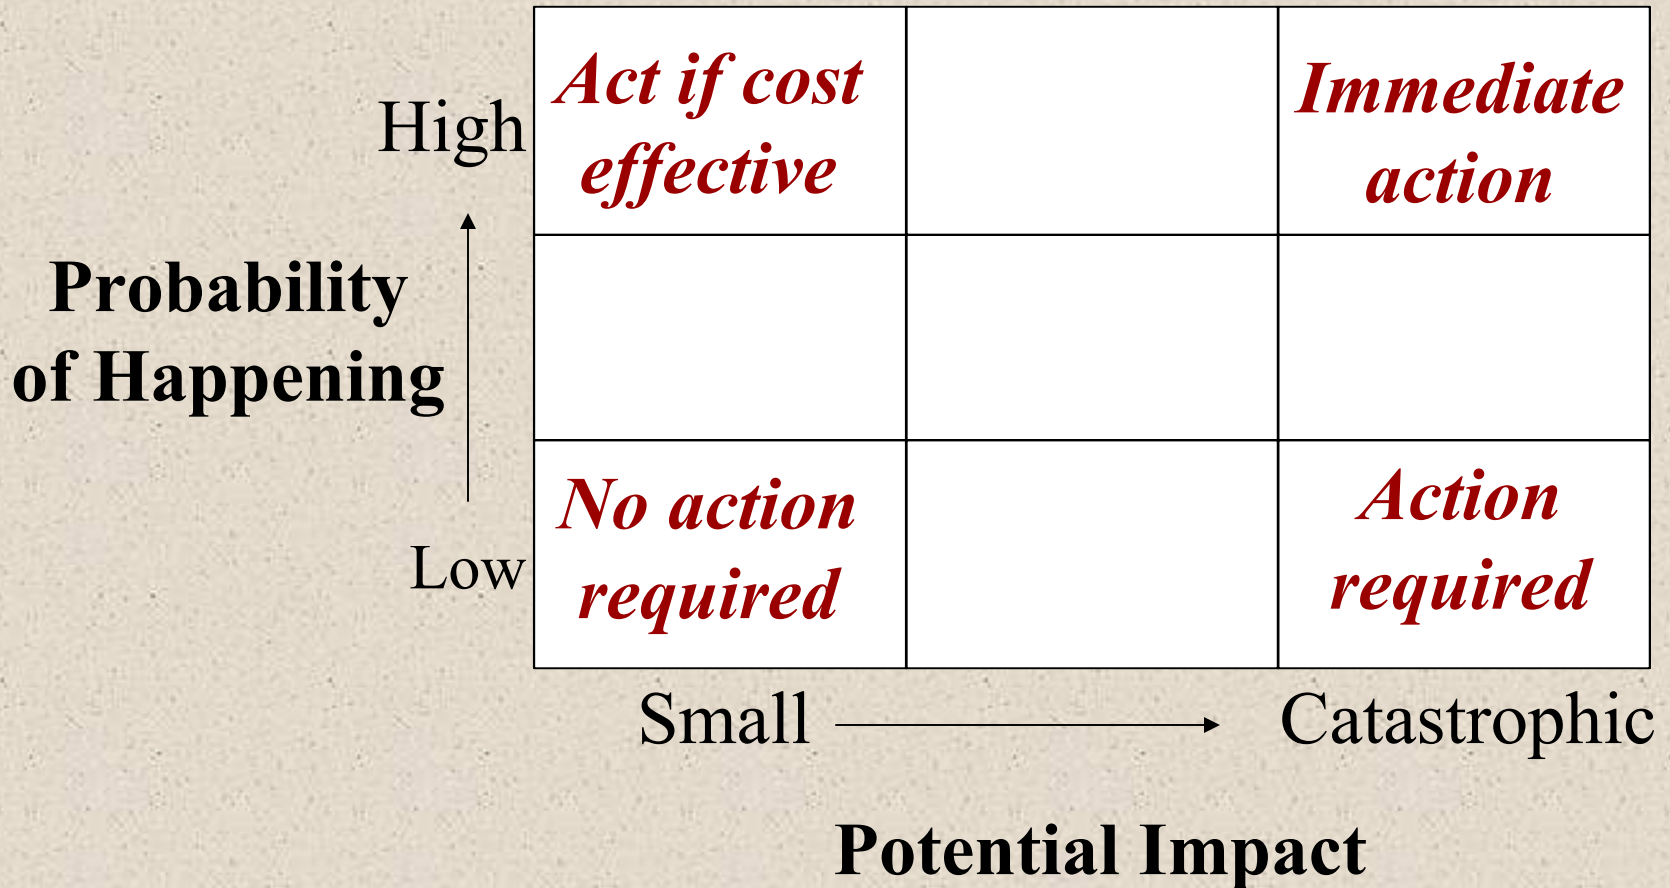 Act if cost
effective
Immediate
action
High
Probability
of Happening
No action
required
Action
required
Low
Small
Catastrophic
Potential Impact